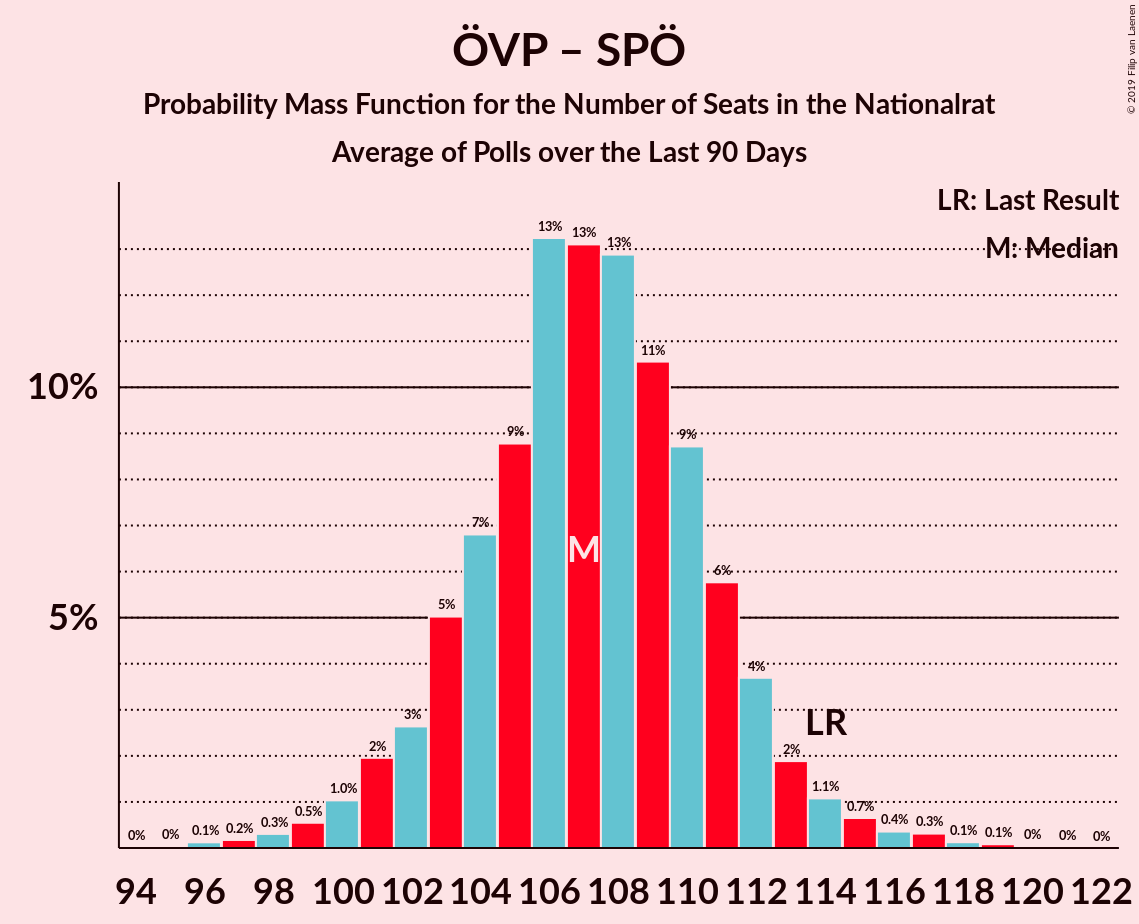 ÖVP – SPÖ
Probability Mass Function for the Number of Seats in the Nationalrat
Average of Polls over the Last 90 Days
© 2019 Filip van Laenen
LR: Last Result
M: Median
10%
5%
0% 0% 0.1% 0.2% 0.3% 0.5% 1.0% 2% 3% 5% 7% 9% 13% 13% 13% 11% 9% 6% 4% 2% 1.1% 0.7% 0.4% 0.3% 0.1% 0.1% 0% 0% 0%
M
LR
94 96 98 100 102 104 106 108 110 112 114 116 118 120 122